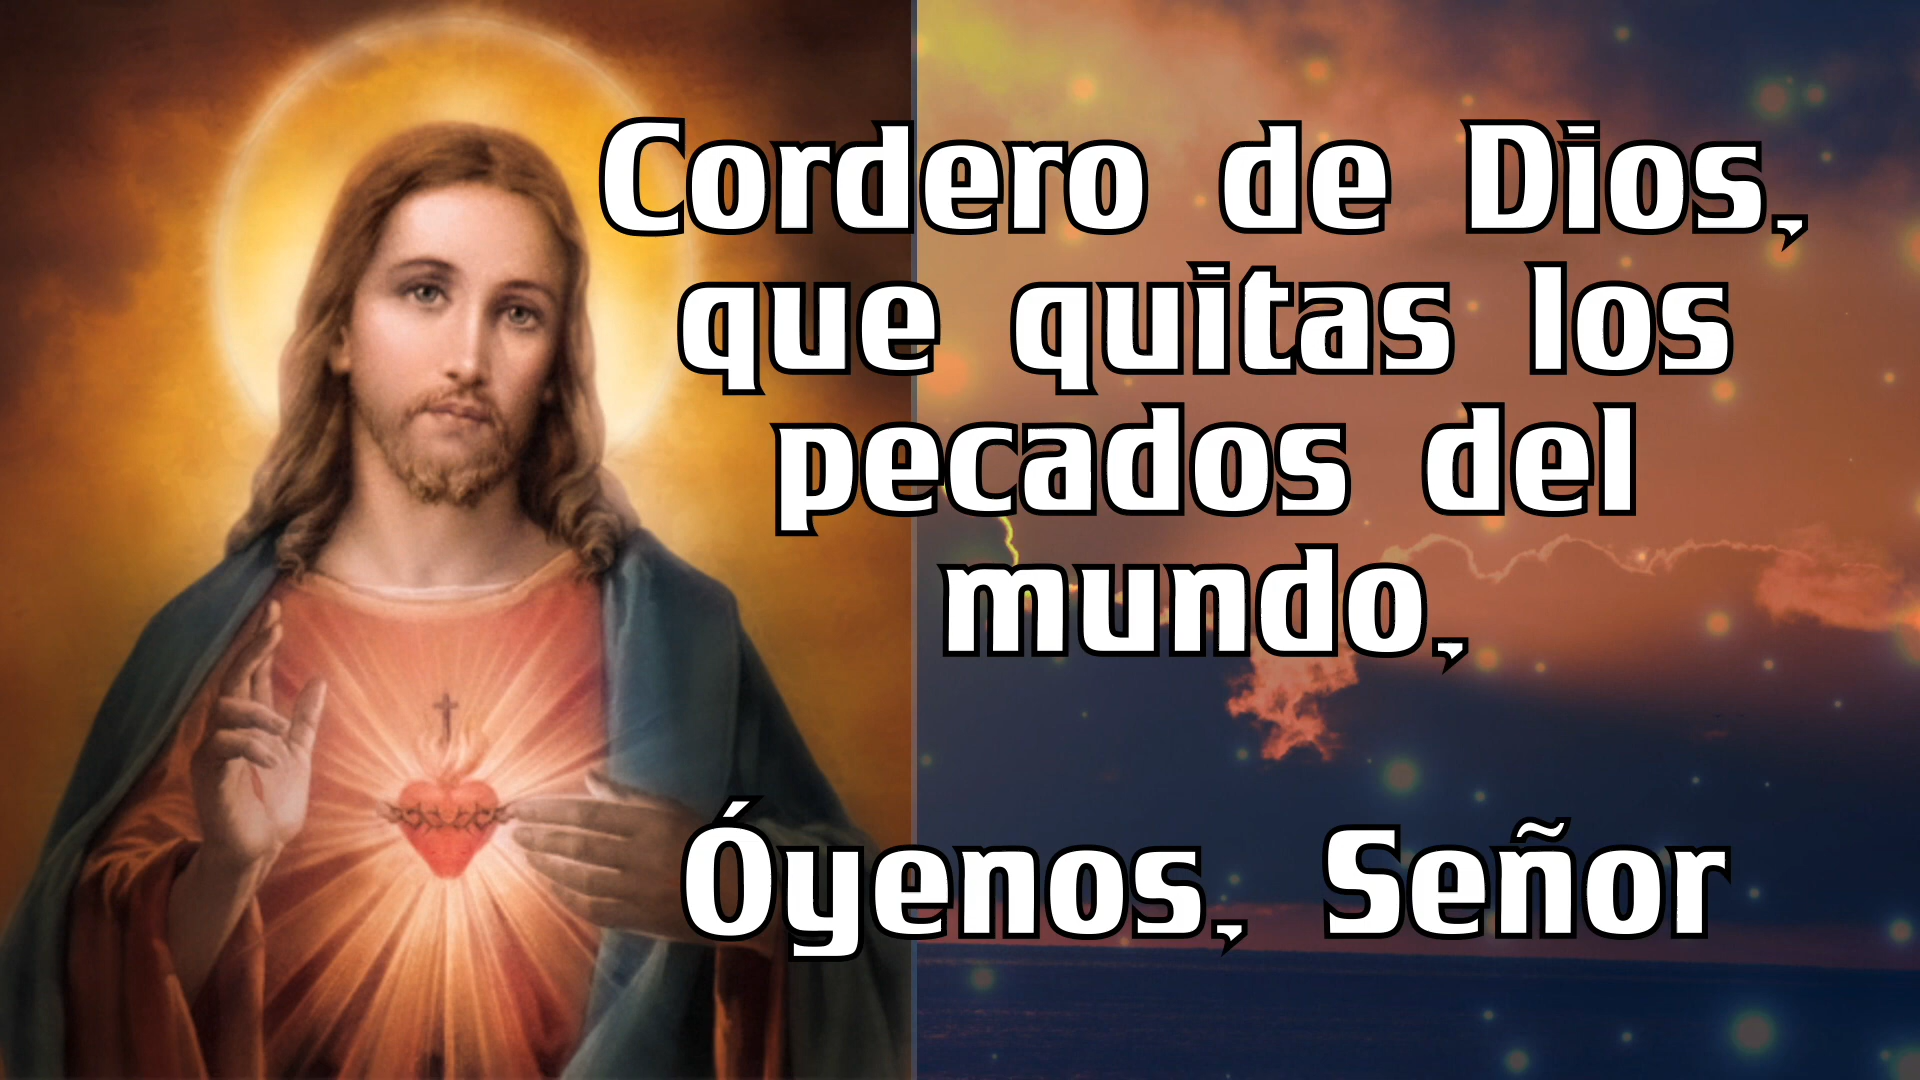 Cordero de Dios,
que quitas los
pecados del
mundo,
Óyenos, Señor